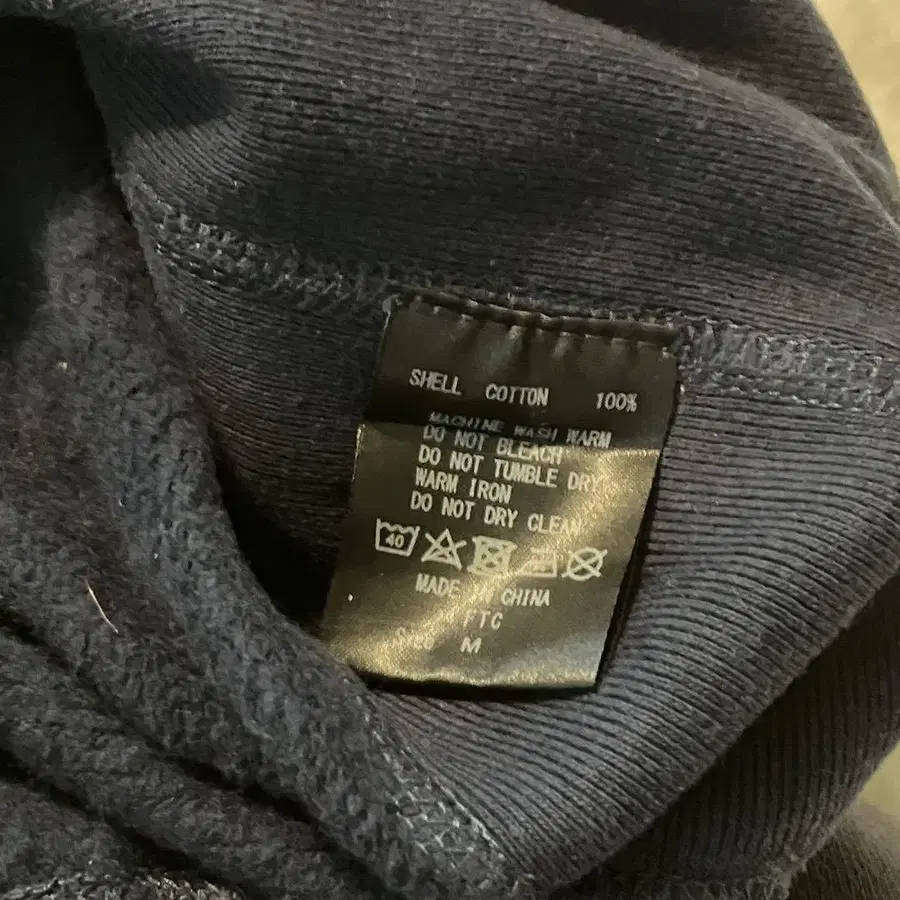 SHELL COTTON 100%
MACHINE WASH WARM
DO NOT BLEACH
DO NOT TUMBLE DRY
WARM IRON
DO NOT DRY CLEAN
40
MADE IN CHINA
FTC
M